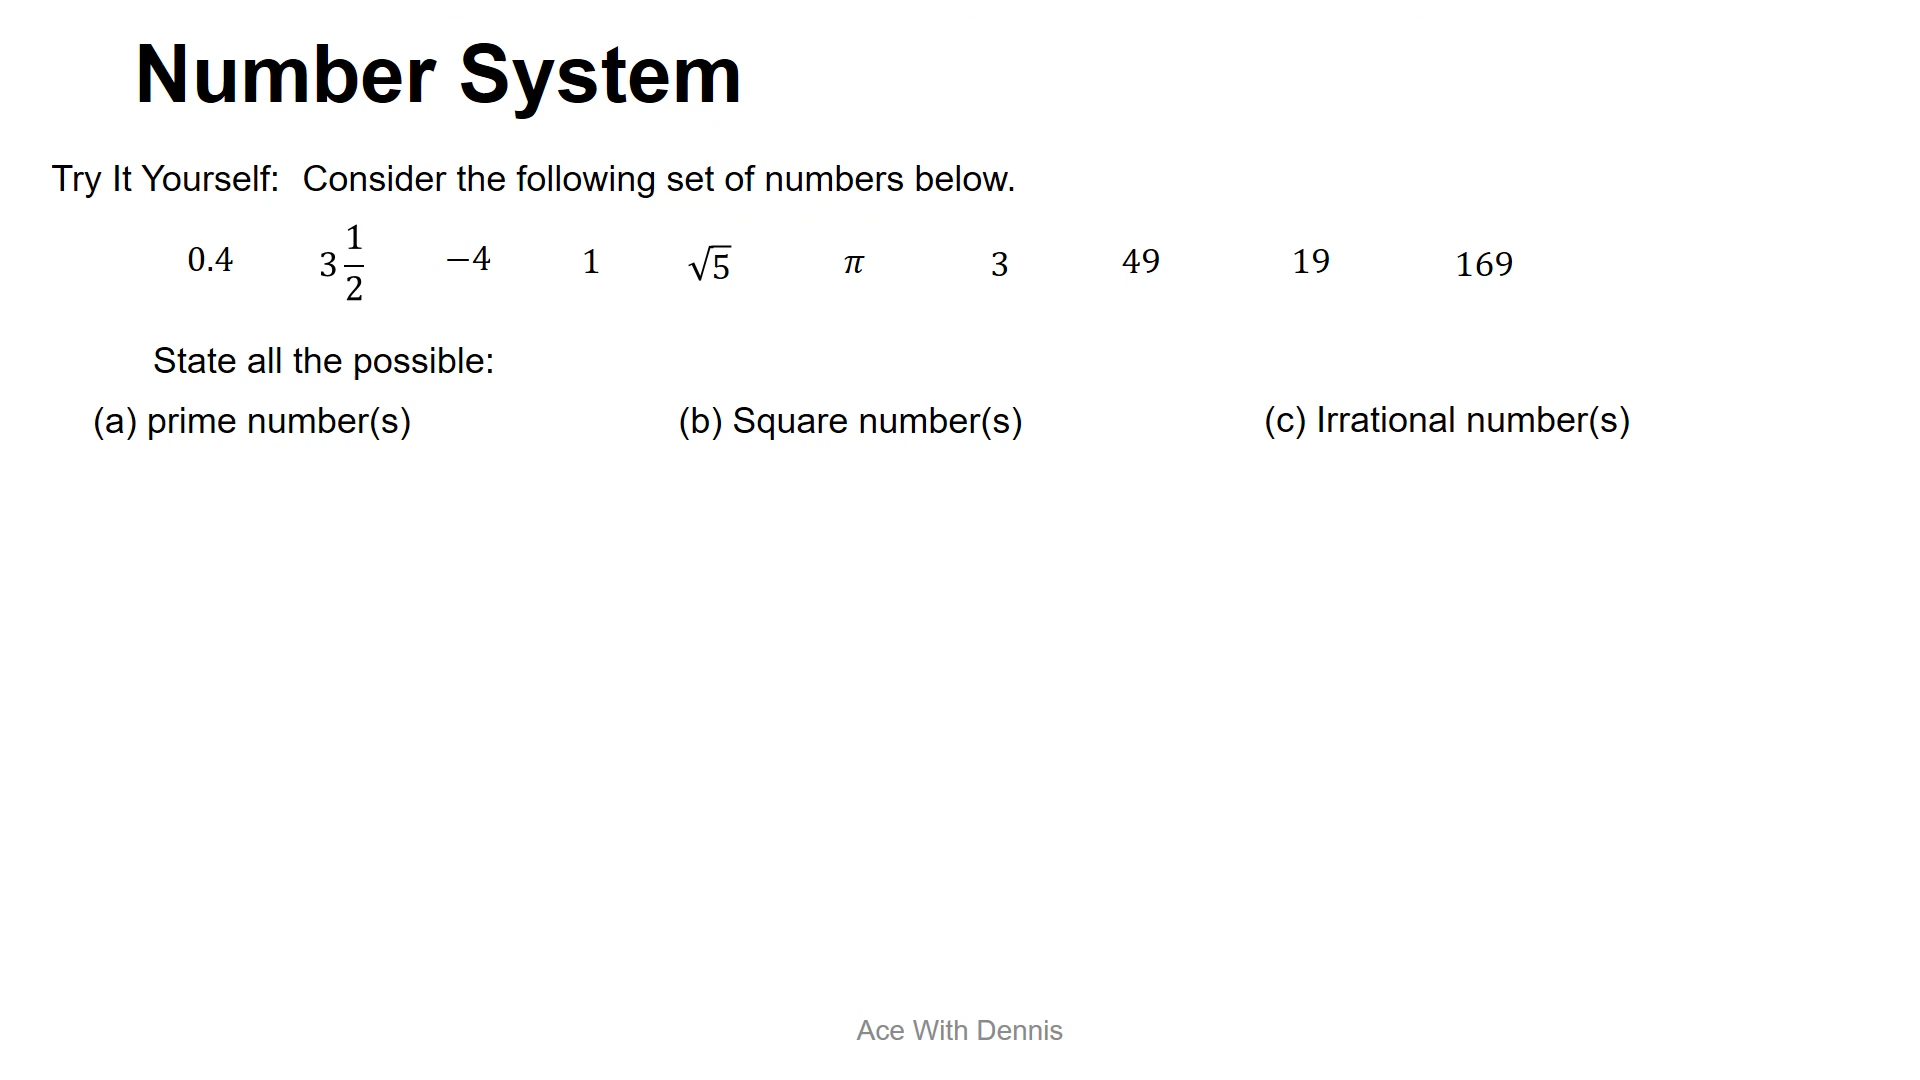 Number System
Try It Yourself: Consider the following set of numbers below.
0.4 3 1/2 −4 1 √5 π 3 49 19 169
State all the possible:
(a) prime number(s) (b) Square number(s) (c) Irrational number(s)
Ace With Dennis